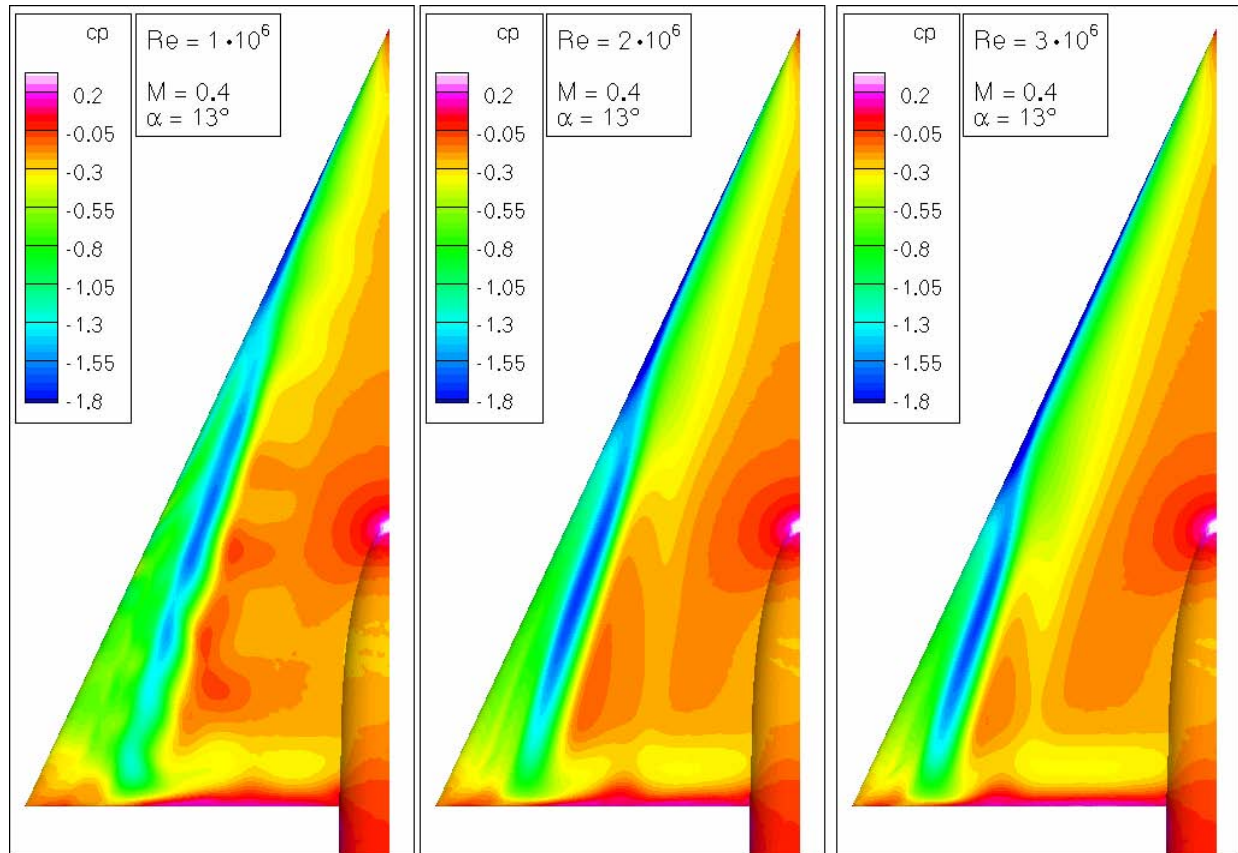 cp
0.2
-0.05
-0.3
-0.55
-0.8
-1.05
-1.3
-1.55
-1.8
Re = 1•10⁶
M = 0.4
α = 13°
cp
0.2
-0.05
-0.3
-0.55
-0.8
-1.05
-1.3
-1.55
-1.8
Re = 2•10⁶
M = 0.4
α = 13°
cp
0.2
-0.05
-0.3
-0.55
-0.8
-1.05
-1.3
-1.55
-1.8
Re = 3•10⁶
M = 0.4
α = 13°